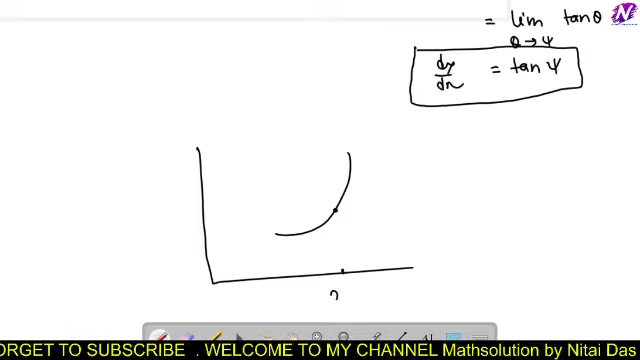 = lim tanθ
θ→ψ
dy/dx = tan ψ
ORGET TO SUBSCRIBE . WELCOME TO MY CHANNEL Mathsolution by Nitai Das